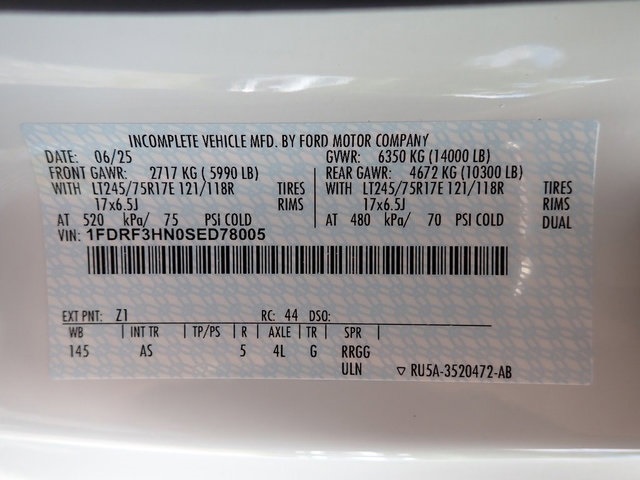 INCOMPLETE VEHICLE MFD. BY FORD MOTOR COMPANY
DATE: 06/25 GVWR: 6350 KG (14000 LB)
FRONT GAWR: 2717 KG ( 5990 LB) REAR GAWR: 4672 KG (10300 LB)
WITH LT245/75R17E 121/118R TIRES WITH LT245/75R17E 121/118R TIRES
17x6.5J RIMS 17x6.5J RIMS
AT 520 kPa/ 75 PSI COLD AT 480 kPa/ 70 PSI COLD DUAL
VIN: 1FDRF3HN0SED78005
EXT PNT: Z1 RC: 44 DSO:
WB | INT TR | TP/PS | R | AXLE | TR | SPR
145 AS 5 4L G RRGG
ULN ▽ RU5A-3520472-AB